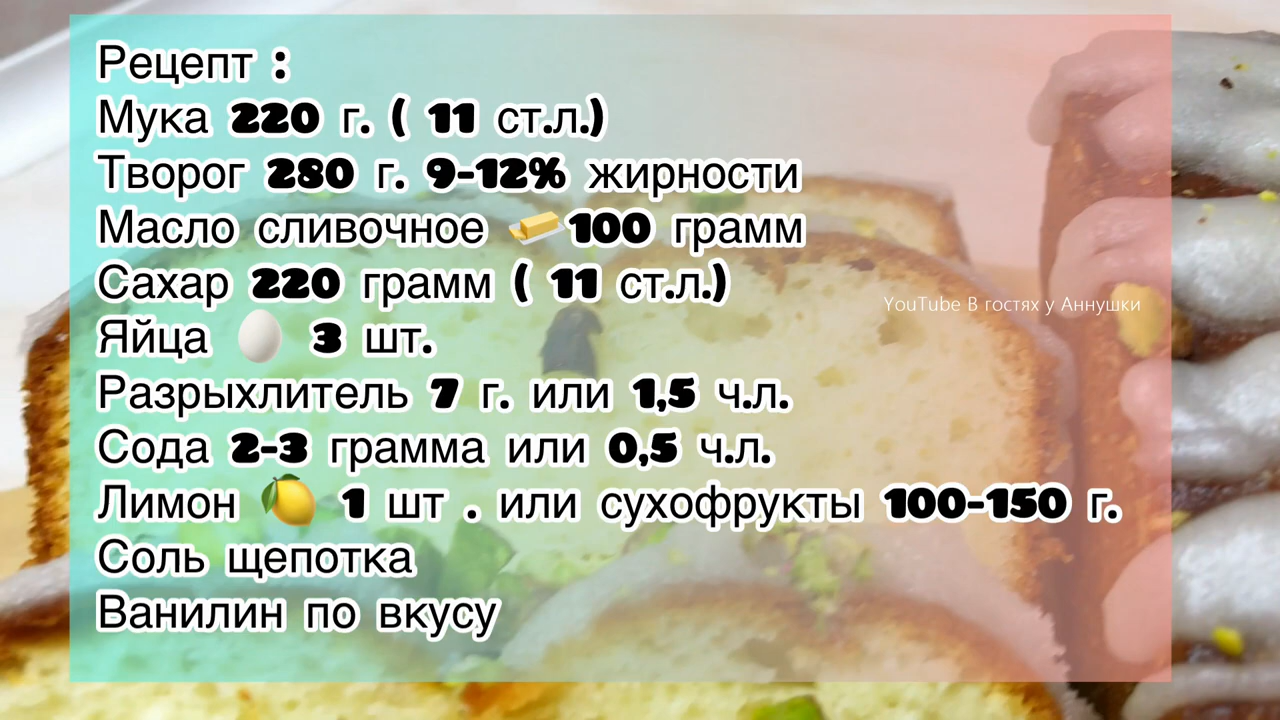 Рецепт :
Мука 220 г. ( 11 ст.л.)
Творог 280 г. 9-12% жирности
Масло сливочное 🧈100 грамм
Сахар 220 грамм ( 11 ст.л.)
YouTube В гостях у Аннушки
Яйца 🥚 3 шт.
Разрыхлитель 7 г. или 1,5 ч.л.
Сода 2-3 грамма или 0,5 ч.л.
Лимон 🍋 1 шт . или сухофрукты 100-150 г.
Соль щепотка
Ванилин по вкусу